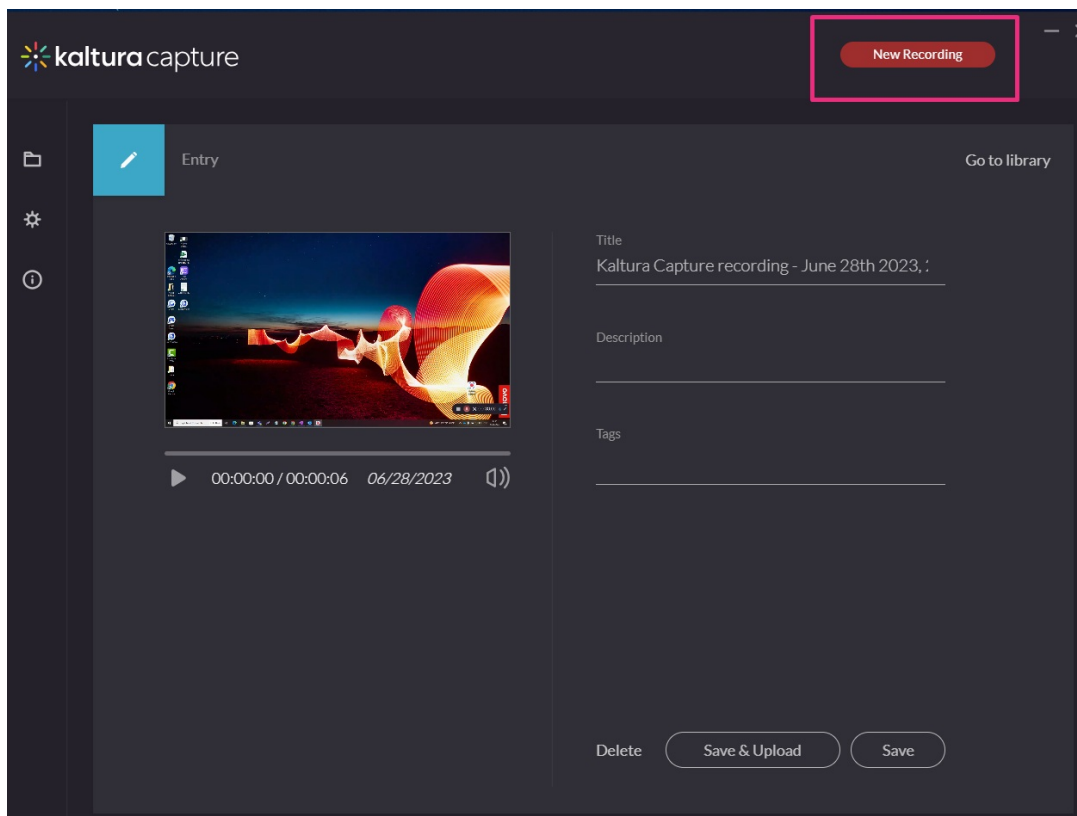 kaltura capture
New Recording
Entry
Go to library
Title
Kaltura Capture recording - June 28th 2023, :
Description
Tags
00:00:00 / 00:00:06 06/28/2023
Delete
Save & Upload
Save